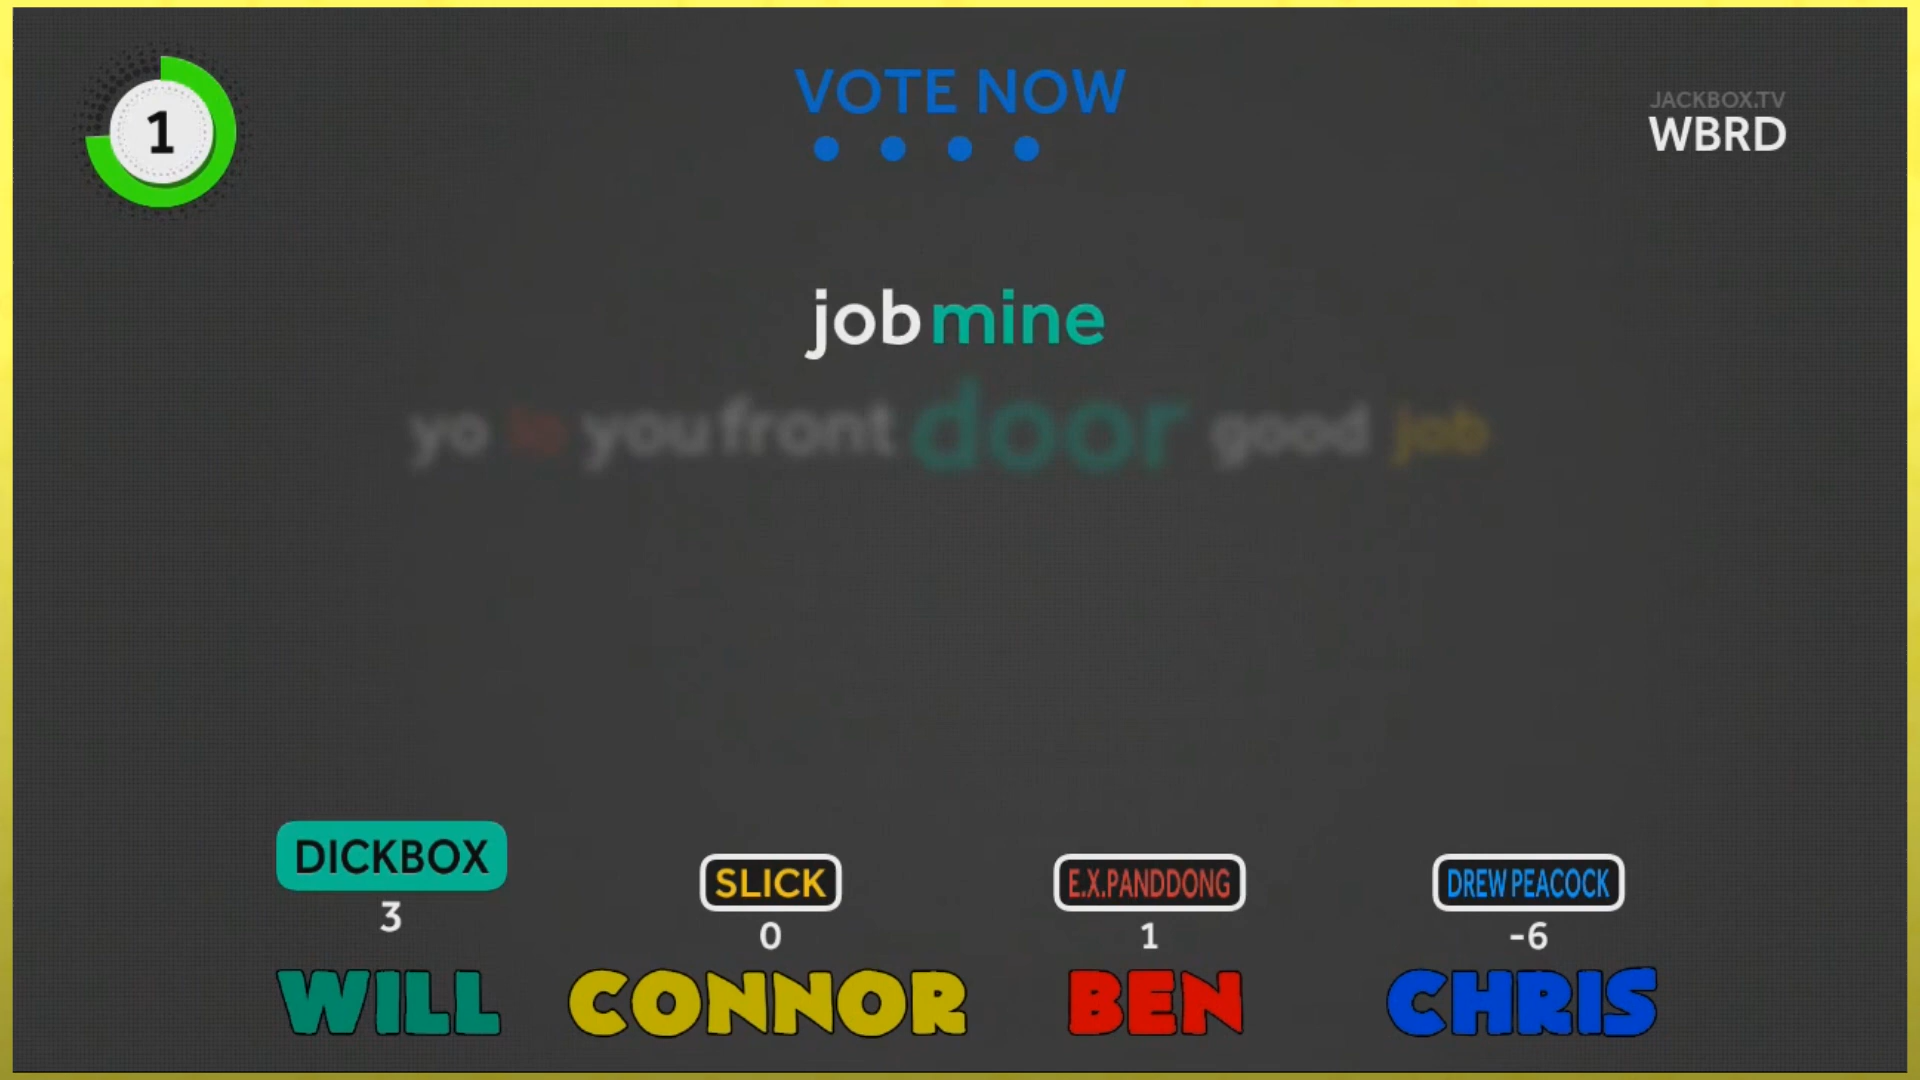 1
VOTE NOW
JACKBOX.TV
WBRD
job mine
yo lo you front door good job
DICKBOX
SLICK
E.X.PANDDONG
DREW PEACOCK
3
0
1
-6
WILL
CONNOR
BEN
CHRIS